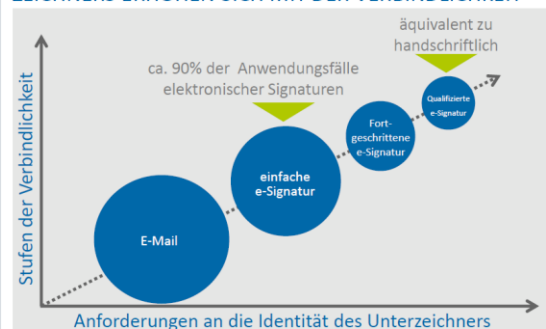 äquivalent zu
handschriftlich
ca. 90% der Anwendungsfälle
elektronischer Signaturen
Qualifizierte
e-Signatur
Fort-
geschrittene
e-Signatur
einfache
e-Signatur
E-Mail
Stufen der Verbindlichkeit
Anforderungen an die Identität des Unterzeichners